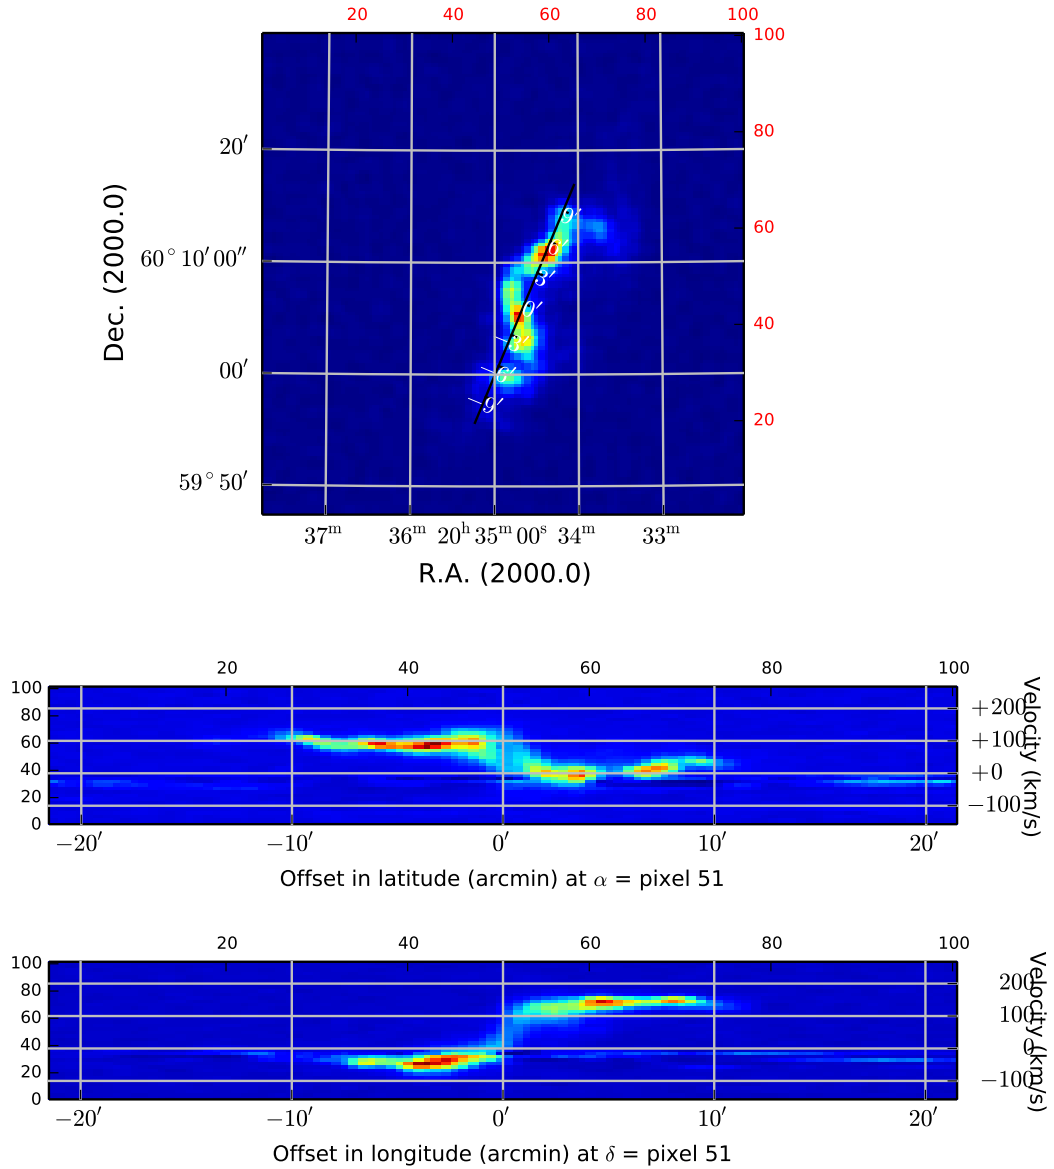 20 40 60 80 100
100
80
60
40
20
20′
60° 10′ 00″
00′
59° 50′
Dec. (2000.0)
9′
6′
3′
0′
3′
6′
9′
37ᵐ 36ᵐ 20ʰ 35ᵐ 00ˢ 34ᵐ 33ᵐ
R.A. (2000.0)
20 40 60 80 100
100
80
60
40
20
0
+200
+100
+0
−100
Velocity (km/s)
−20′ −10′ 0′ 10′ 20′
Offset in latitude (arcmin) at α = pixel 51
20 40 60 80 100
100
80
60
40
20
0
200
100
0
−100
Velocity (km/s)
−20′ −10′ 0′ 10′ 20′
Offset in longitude (arcmin) at δ = pixel 51